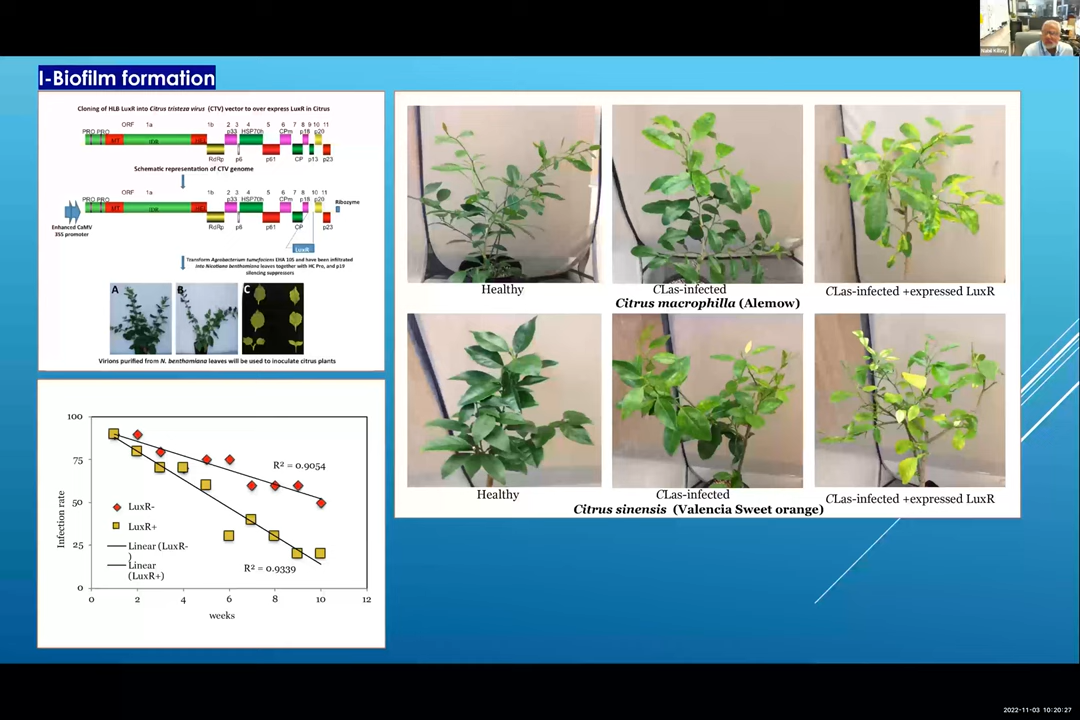 I-Biofilm formation
Cloning of HLB LuxR into Citrus tristeza virus (CTV) vector to over express LuxR in Citrus
ORF 1a 1b 2 3 4 5 6 7 8 9 10 11
PRO PRO p33 HSP70h CPm p18 p20
MT
RdRp p6 p61 CP p13 p23
Schematic representation of CTV genome
ORF 1a 1b 2 3 4 5 6 7 8 10 11
PRO PRO p33 HSP70h CPm p18 p20 Ribozyme
MT
RdRp p6 p61 CP p23
Enhanced CaMV
35S promoter
LuxR
Transform Agrobacterium tumefaciens EHA 105 and have been infiltrated
into Nicotiana benthamiana leaves together with HC Pro, and p19
silencing suppressors
A B C
Virions purified from N. benthamiana leaves will be used to inoculate citrus plants
Healthy
CLas-infected
CLas-infected +expressed LuxR
Citrus macrophilla (Alemow)
Healthy
CLas-infected
CLas-infected +expressed LuxR
Citrus sinensis (Valencia Sweet orange)
100
75
50
25
0
Infection rate
R² = 0.9054
LuxR-
LuxR+
Linear (LuxR-
)
Linear
(LuxR+)
R² = 0.9339
0 2 4 6 8 10 12
weeks
2022-11-03 10:20:27